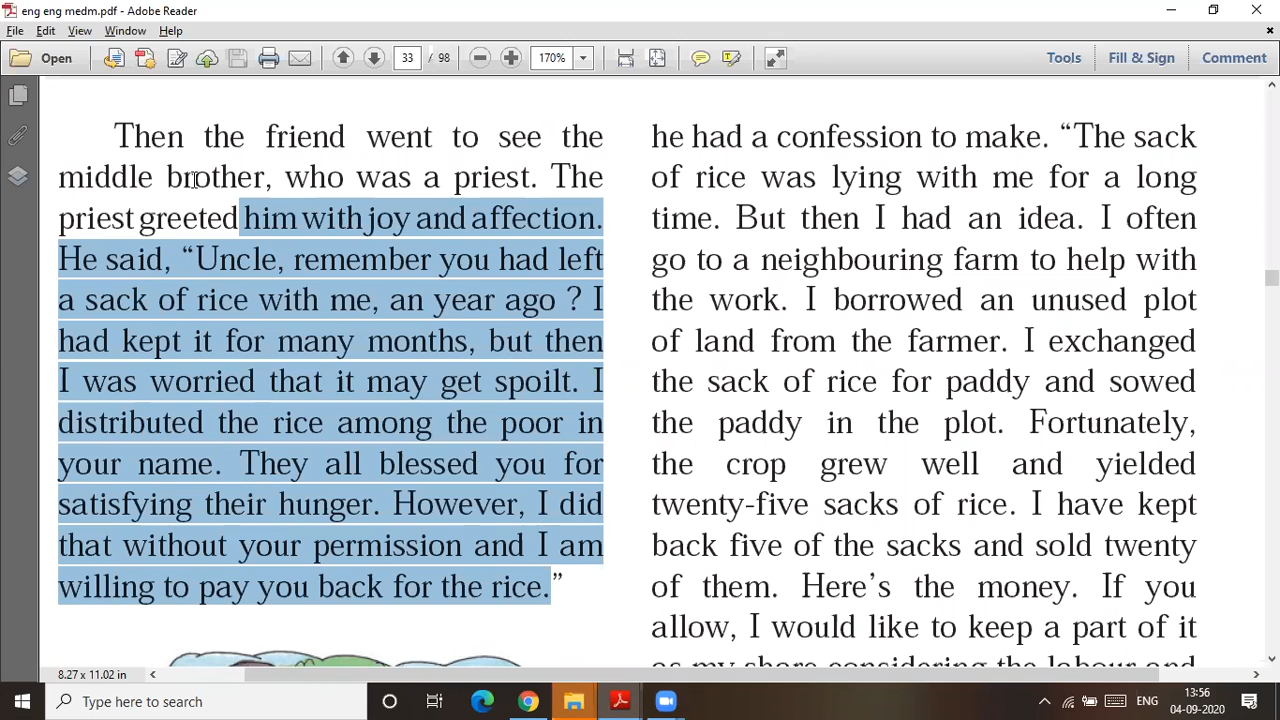 eng eng medm.pdf - Adobe Reader
File Edit View Window Help
Open 33 / 98 170% Tools Fill & Sign Comment
Then the friend went to see the
middle brother, who was a priest. The
priest greeted him with joy and affection.
He said, “Uncle, remember you had left
a sack of rice with me, an year ago ? I
had kept it for many months, but then
I was worried that it may get spoilt. I
distributed the rice among the poor in
your name. They all blessed you for
satisfying their hunger. However, I did
that without your permission and I am
willing to pay you back for the rice.”
he had a confession to make. “The sack
of rice was lying with me for a long
time. But then I had an idea. I often
go to a neighbouring farm to help with
the work. I borrowed an unused plot
of land from the farmer. I exchanged
the sack of rice for paddy and sowed
the paddy in the plot. Fortunately,
the crop grew well and yielded
twenty-five sacks of rice. I have kept
back five of the sacks and sold twenty
of them. Here’s the money. If you
allow, I would like to keep a part of it
as my share considering the labour and
8.27 x 11.02 in
Type here to search
ENG
13:56
04-09-2020